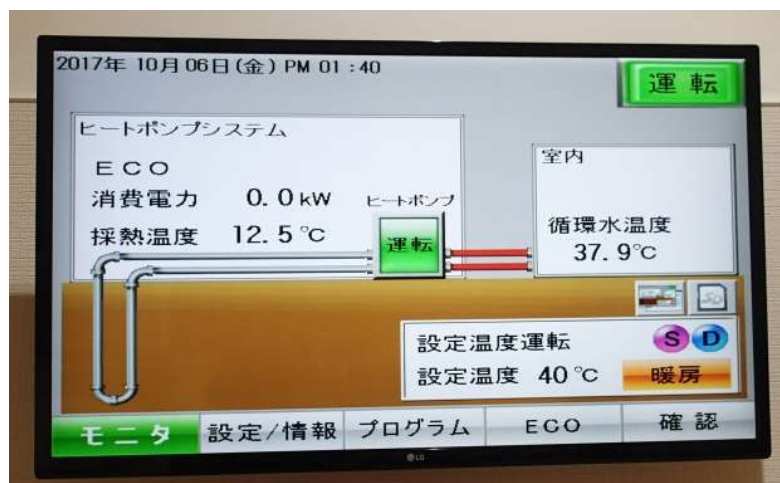 2017年 10月06日(金) PM 01 :40
運 転
ヒートポンプシステム
ECO
消費電力 0.0kW
採熱温度 12.5℃
ヒートポンプ
運転
室内
循環水温度
37.9℃
SD
設定温度運転 S D
設定温度 40℃ 暖房
モニタ 設定/情報 プログラム ECO 確認
LG